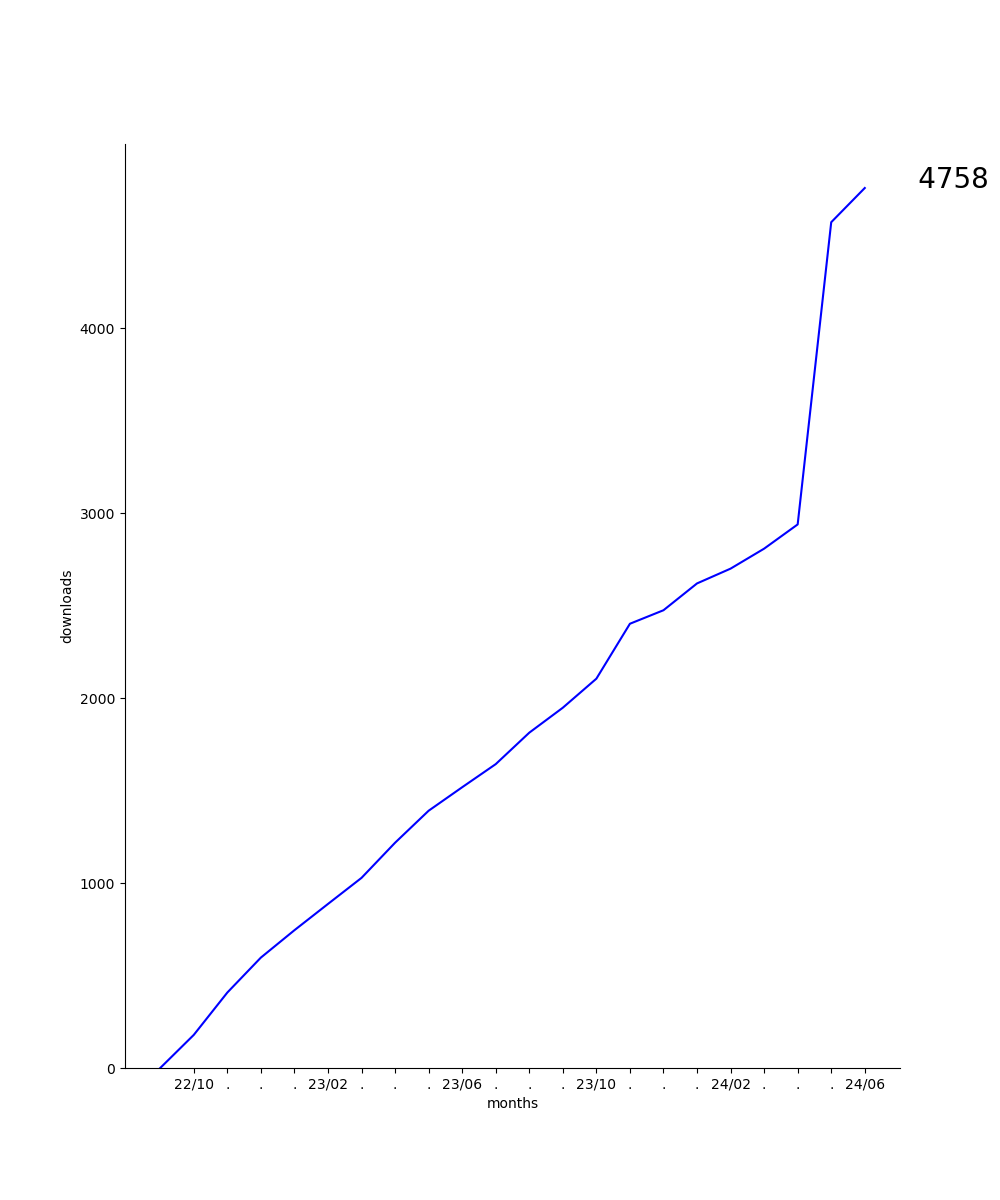 4758
4000
3000
2000
1000
0
downloads
22/10 . . . 23/02 . . . 23/06 . . . 23/10 . . . 24/02 . . . 24/06
months